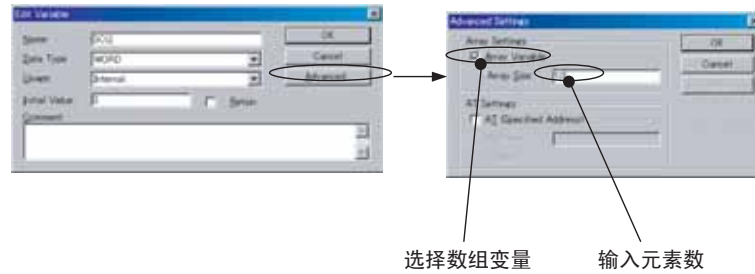 Edit Variable
Name
Data Type WORD
Usage Internal
Initial Value
Retain
Comment
OK
Cancel
Advanced
Advanced Settings
Array Settings
Array Variable
Array Size
AT Settings
AT (Specified Address)
OK
Cancel
选择数组变量
输入元素数